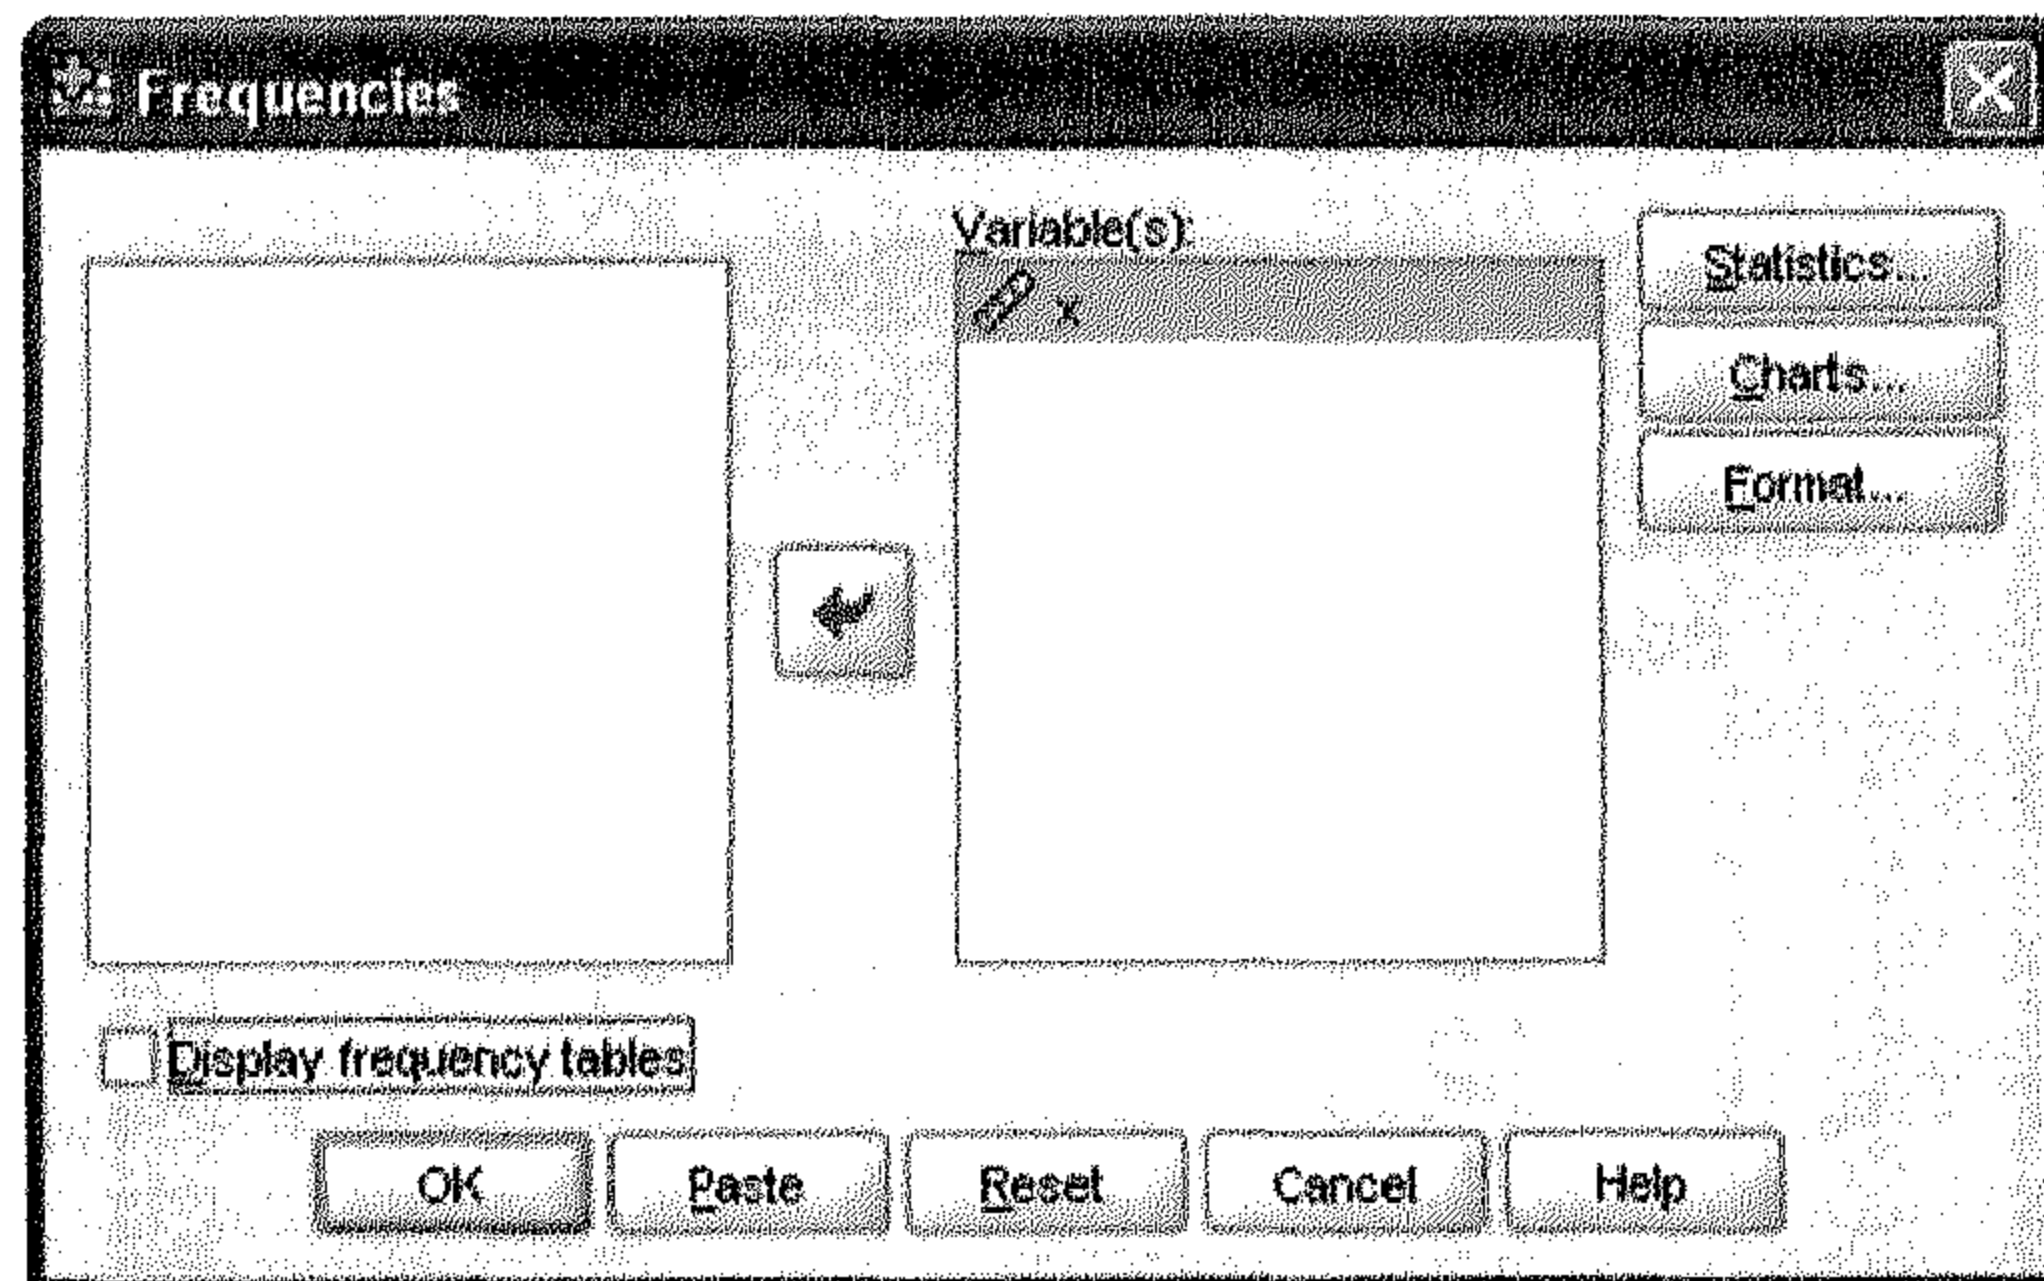 Frequencies
Variable(s):
x
Statistics...
Charts...
Format...
Display frequency tables
OK
Paste
Reset
Cancel
Help